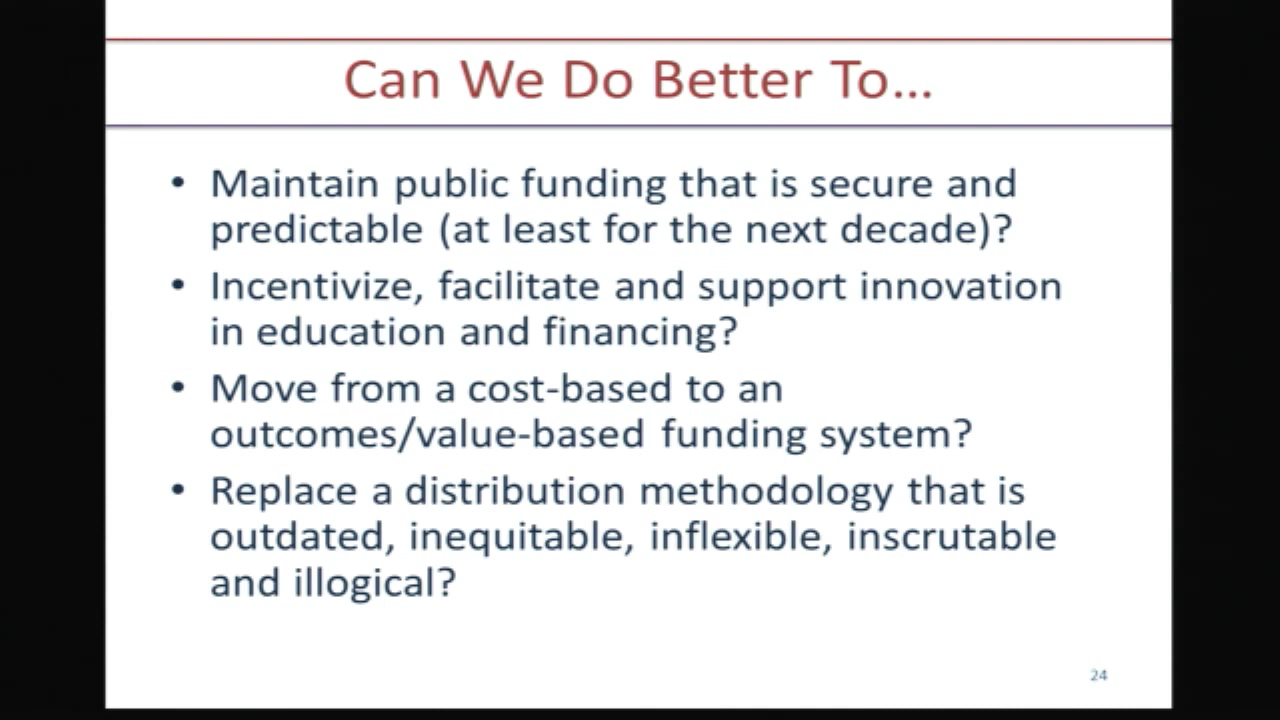 Can We Do Better To...
• Maintain public funding that is secure and
predictable (at least for the next decade)?
• Incentivize, facilitate and support innovation
in education and financing?
• Move from a cost-based to an
outcomes/value-based funding system?
• Replace a distribution methodology that is
outdated, inequitable, inflexible, inscrutable
and illogical?
24